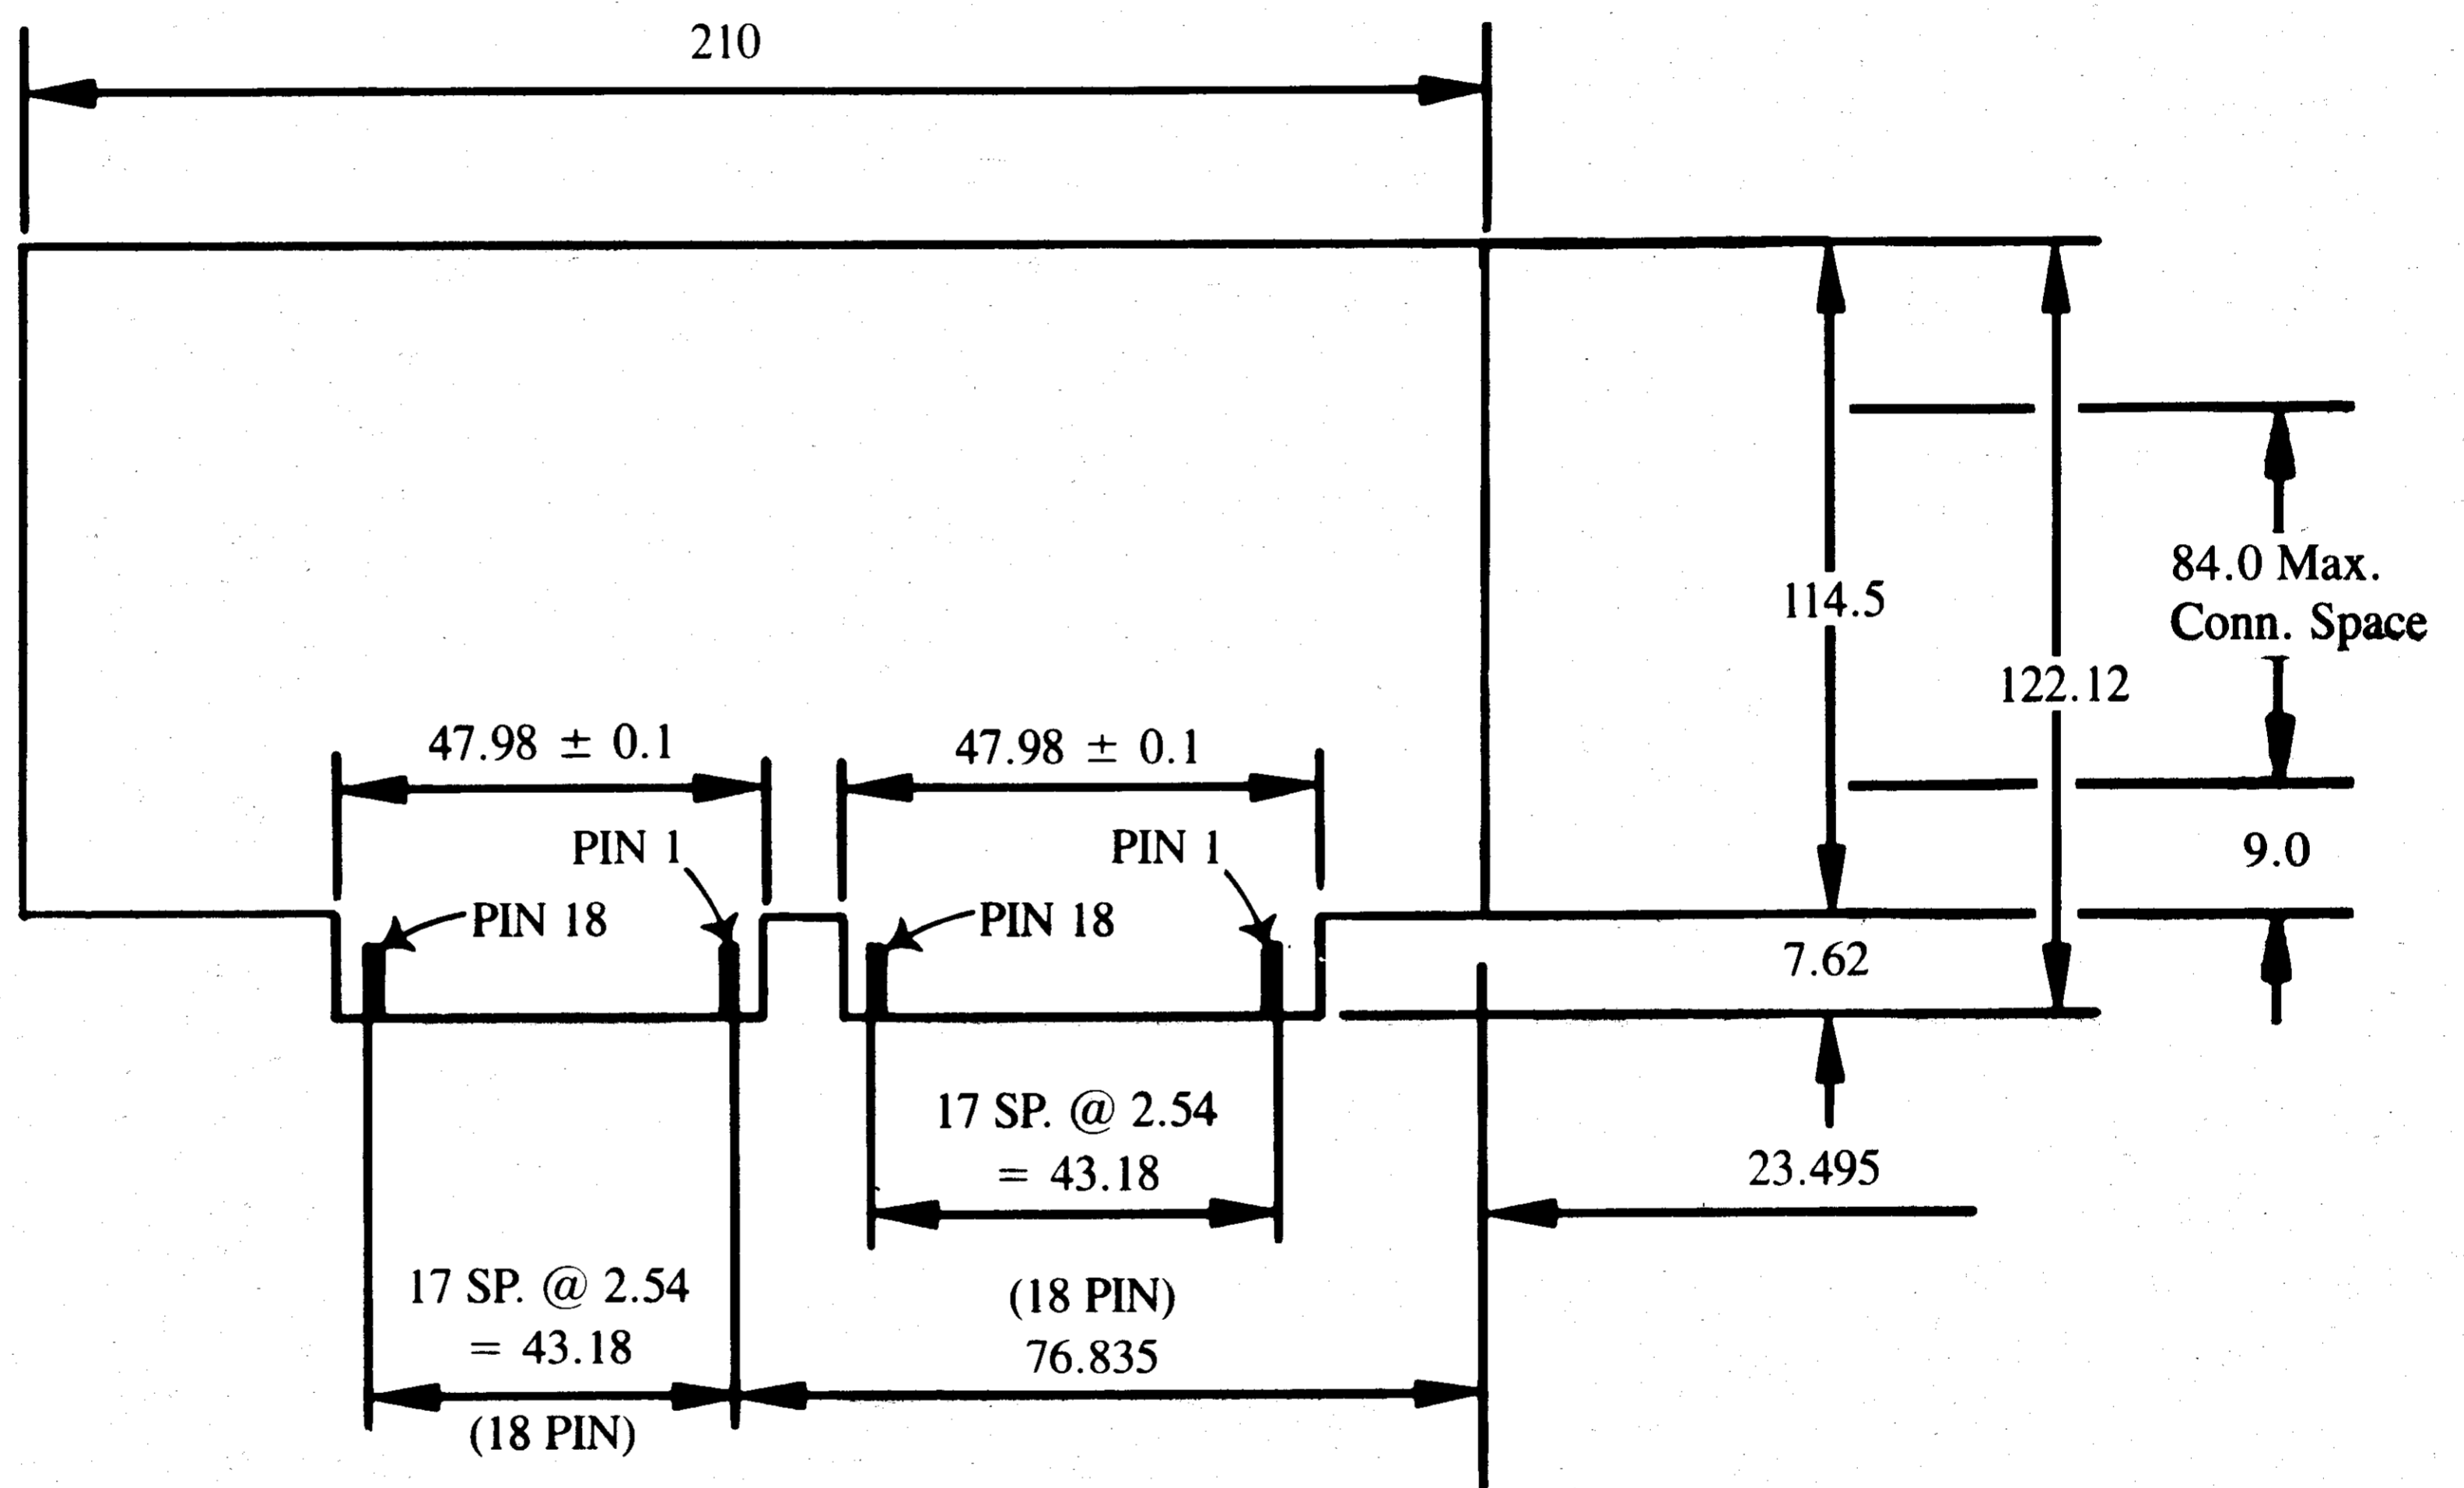 210
84.0 Max.
Conn. Space
114.5
122.12
47.98 ± 0.1
47.98 ± 0.1
PIN 1
PIN 1
9.0
PIN 18
PIN 18
7.62
17 SP. @ 2.54
= 43.18
23.495
17 SP. @ 2.54
= 43.18
(18 PIN)
(18 PIN)
76.835